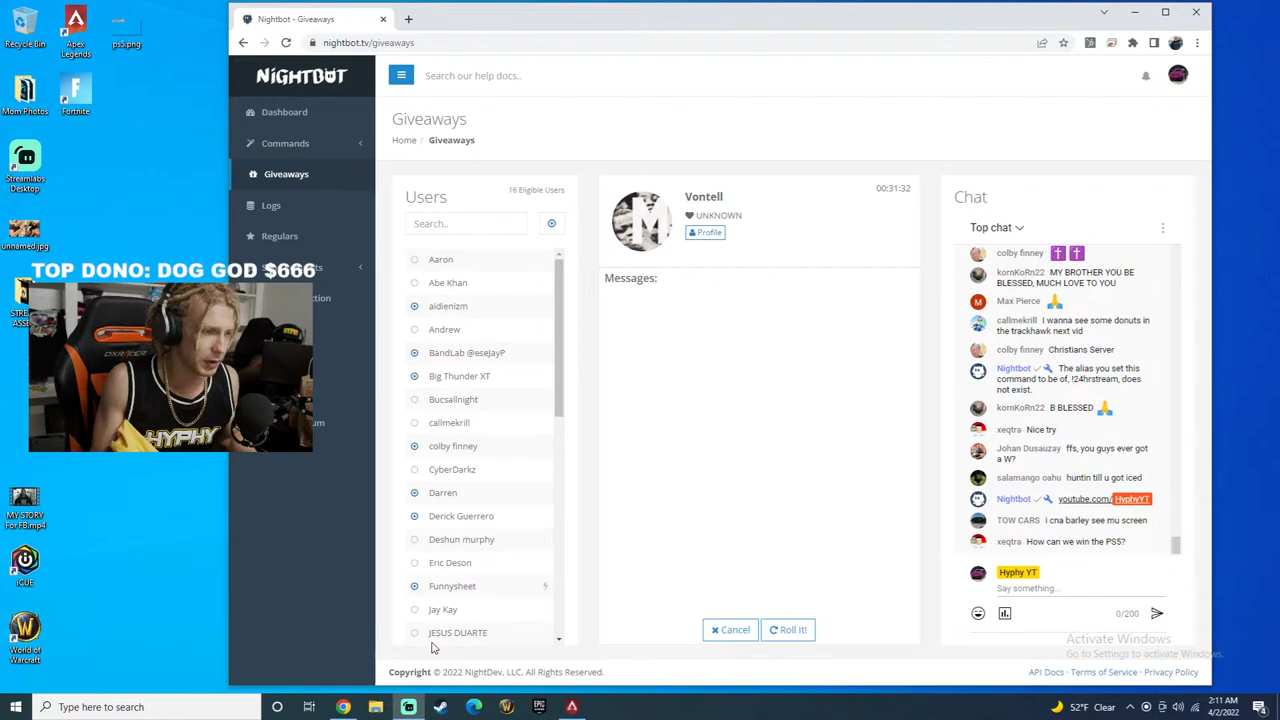 Recycle Bin
Apex Legends
ps5.png
Mom Photos
Fortnite
Streamlabs Desktop
unnamed.jpg
MY STORY For FB.mp4
iCUE
World of Warcraft
TOP DONO: DOG GOD $666
HYPHY
Nightbot - Giveaways
nightbot.tv/giveaways
NIGHTBOT
Dashboard
Commands
Giveaways
Logs
Regulars
Search our help docs..
Giveaways
Home / Giveaways
Users
16 Eligible Users
Search..
Aaron
Abe Khan
aidienizm
Andrew
BandLab @eseJayP
Big Thunder XT
Bucsallnight
callmekrill
colby finney
CyberDarkz
Darren
Derick Guerrero
Deshun murphy
Eric Deson
Funnysheet
Jay Kay
JESUS DUARTE
Vontell
00:31:32
UNKNOWN
Profile
Messages:
Cancel
Roll It!
Chat
Top chat
colby finney
kornKoRn22 MY BROTHER YOU BE
BLESSED, MUCH LOVE TO YOU
Max Pierce
callmekrill I wanna see some donuts in
the trackhawk next vid
colby finney Christians Server
Nightbot The alias you set this
command to be of, !24hrstream, does
not exist.
kornKoRn22 B BLESSED
xeqtra Nice try
Johan Dusauzay ffs, you guys ever got
a W?
salamango oahu huntin till u got iced
Nightbot youtube.com/HyphyYT
TOW CARS i cna barley see mu screen
xeqtra How can we win the PS5?
Hyphy YT
Say something...
0/200
Activate Windows
Go to Settings to activate Windows.
Copyright © 2022 NightDev, LLC. All Rights Reserved.
API Docs · Terms of Service · Privacy Policy
Type here to search
52°F Clear
2:11 AM
4/2/2022